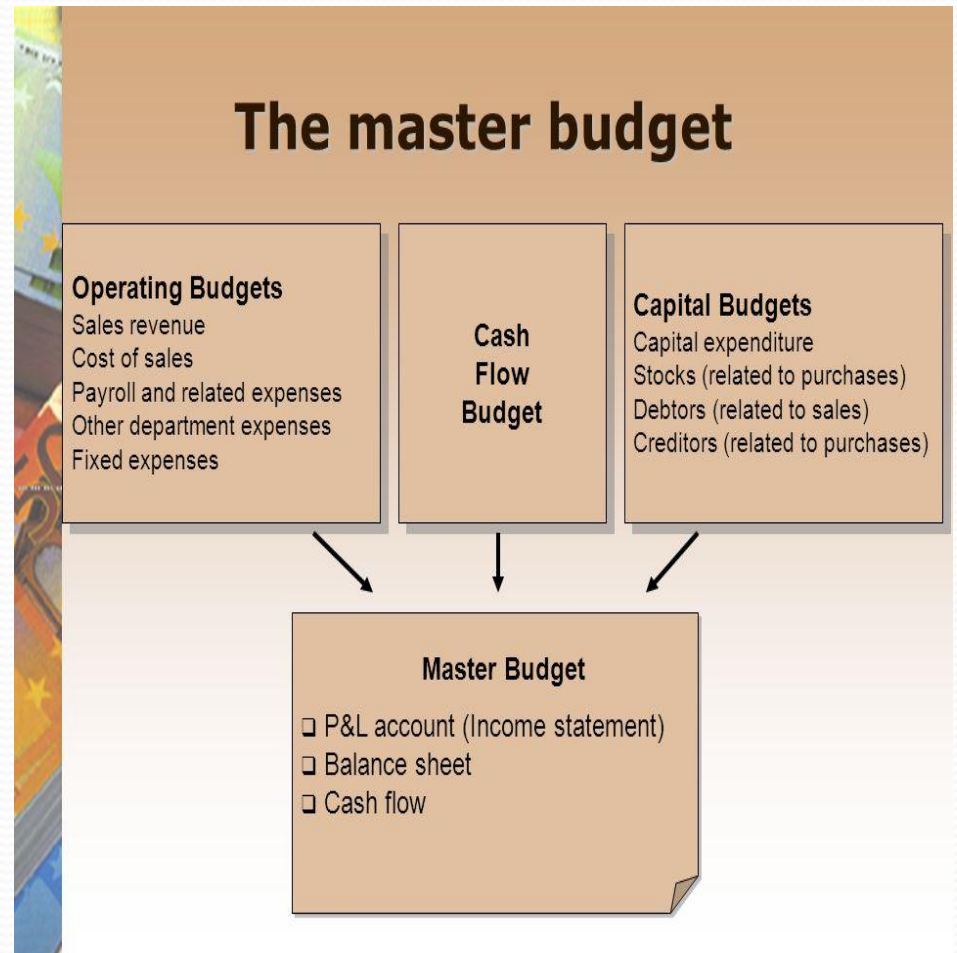 The master budget
Operating Budgets
Sales revenue
Cost of sales
Payroll and related expenses
Other department expenses
Fixed expenses
Cash
Flow
Budget
Capital Budgets
Capital expenditure
Stocks (related to purchases)
Debtors (related to sales)
Creditors (related to purchases)
Master Budget
❑ P&L account (Income statement)
❑ Balance sheet
❑ Cash flow